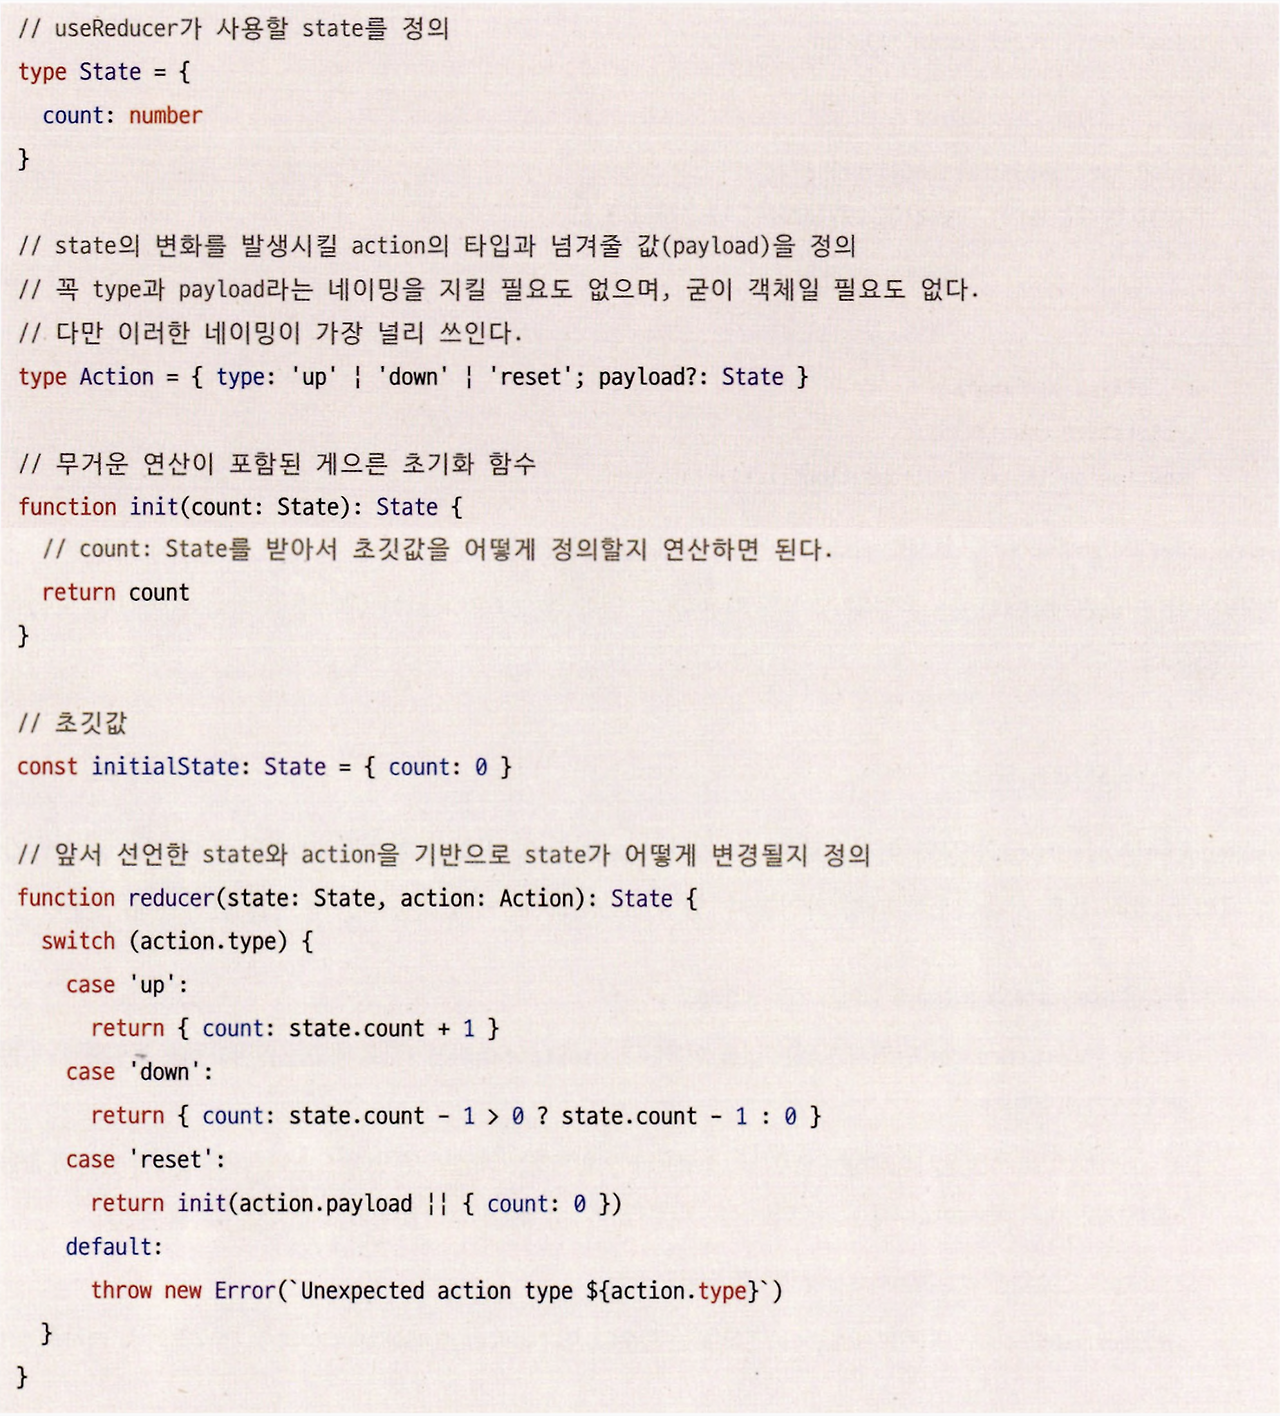 // useReducer가 사용할 state를 정의
type State = {
  count: number
}
// state의 변화를 발생시킬 action의 타입과 넘겨줄 값(payload)을 정의
// 꼭 type과 payload라는 네이밍을 지킬 필요도 없으며, 굳이 객체일 필요도 없다.
// 다만 이러한 네이밍이 가장 널리 쓰인다.
type Action = { type: 'up' | 'down' | 'reset'; payload?: State }
// 무거운 연산이 포함된 게으른 초기화 함수
function init(count: State): State {
  // count: State를 받아서 초깃값을 어떻게 정의할지 연산하면 된다.
  return count
}
// 초깃값
const initialState: State = { count: 0 }
// 앞서 선언한 state와 action을 기반으로 state가 어떻게 변경될지 정의
function reducer(state: State, action: Action): State {
  switch (action.type) {
    case 'up':
      return { count: state.count + 1 }
    case 'down':
      return { count: state.count - 1 > 0 ? state.count - 1 : 0 }
    case 'reset':
      return init(action.payload || { count: 0 })
    default:
      throw new Error(`Unexpected action type ${action.type}`)
  }
}